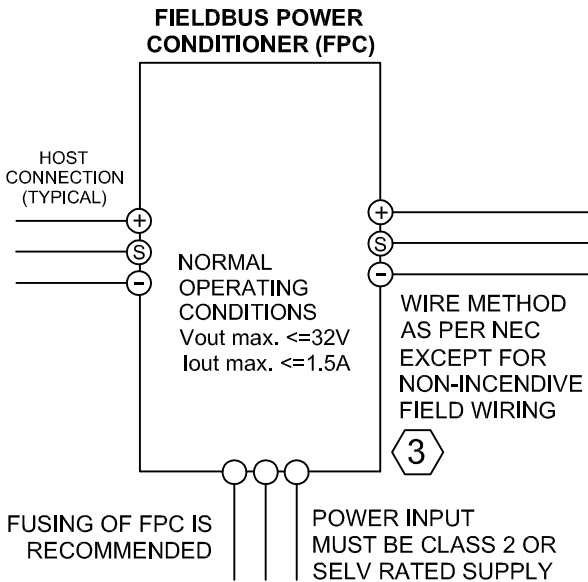 FIELDBUS POWER
CONDITIONER (FPC)
HOST
CONNECTION
(TYPICAL)
+
S
-
+
S
-
NORMAL
OPERATING
CONDITIONS
Vout max. <=32V
Iout max. <=1.5A
WIRE METHOD
AS PER NEC
EXCEPT FOR
NON-INCENDIVE
FIELD WIRING
3
FUSING OF FPC IS
RECOMMENDED
POWER INPUT
MUST BE CLASS 2 OR
SELV RATED SUPPLY